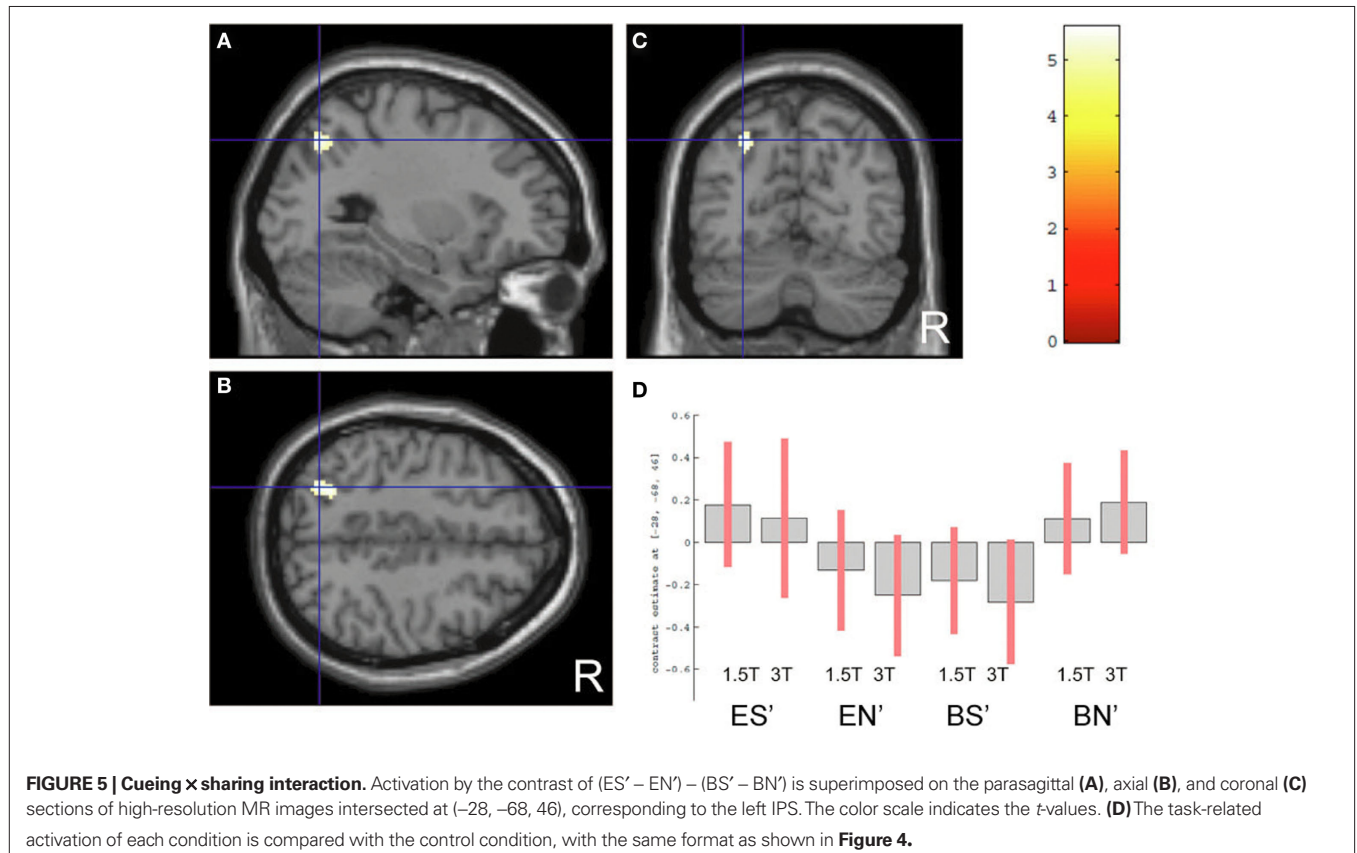 A
C
5
4
3
2
1
0
R
B
R
D
0.6
0.4
0.2
0
-0.2
-0.4
-0.6
contrast estimate at [-28, -68, 46]
1.5T 3T 1.5T 3T 1.5T 3T 1.5T 3T
ES’ EN’ BS’ BN’
FIGURE 5 | Cueing × sharing interaction. Activation by the contrast of (ES′ – EN′) – (BS′ – BN′) is superimposed on the parasagittal (A), axial (B), and coronal (C)
sections of high-resolution MR images intersected at (–28, –68, 46), corresponding to the left IPS. The color scale indicates the t-values. (D) The task-related
activation of each condition is compared with the control condition, with the same format as shown in Figure 4.